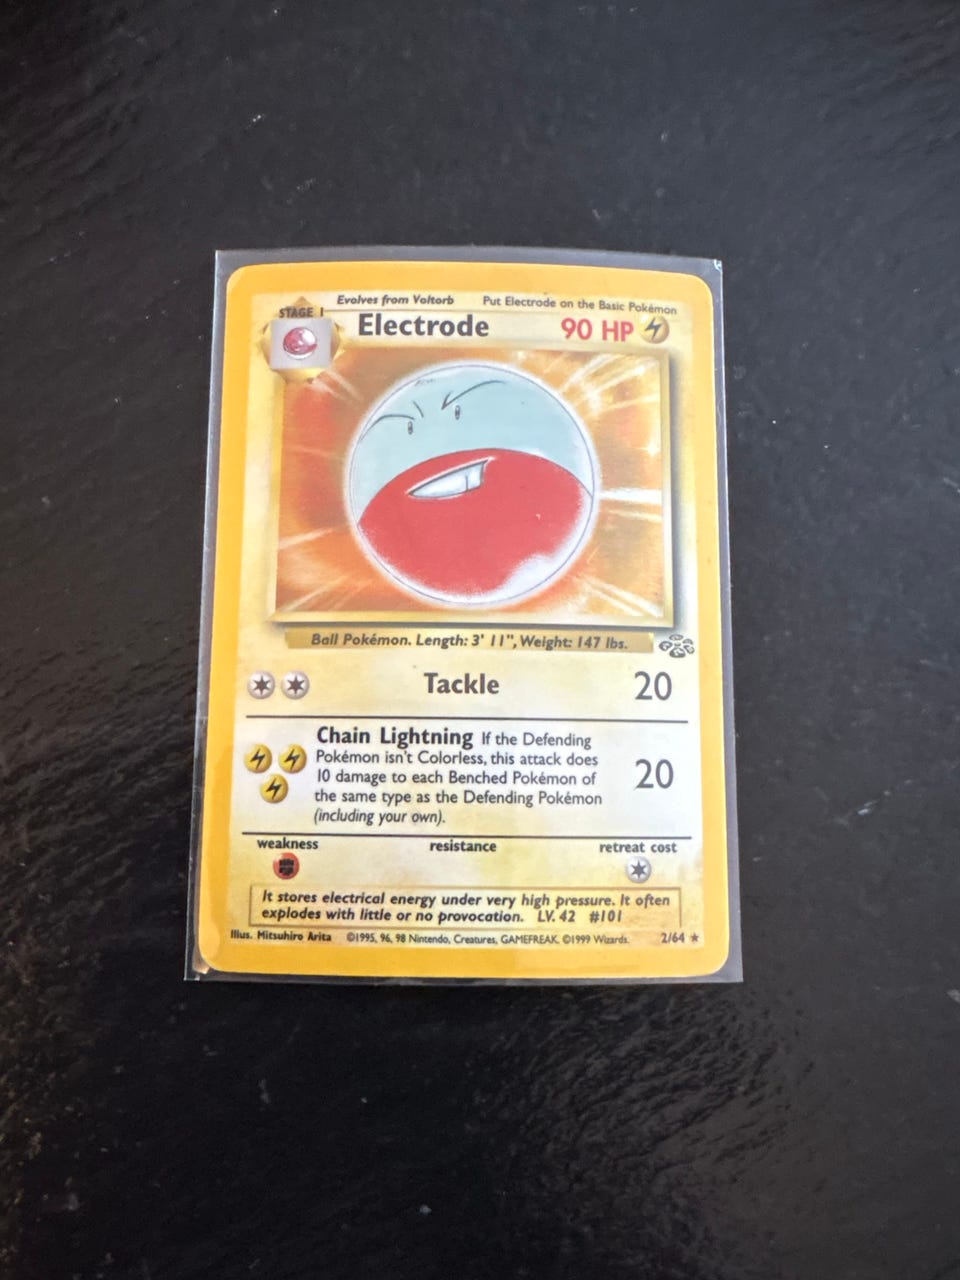 Evolves from Voltorb Put Electrode on the Basic Pokémon
STAGE 1
Electrode 90 HP
Ball Pokémon. Length: 3' 11", Weight: 147 lbs.
Tackle 20
Chain Lightning If the Defending
Pokémon isn't Colorless, this attack does
10 damage to each Benched Pokémon of
the same type as the Defending Pokémon
(including your own).
20
weakness resistance retreat cost
It stores electrical energy under very high pressure. It often
explodes with little or no provocation. LV. 42 #101
Illus. Mitsuhiro Arita ©1995, 96, 98 Nintendo, Creatures, GAMEFREAK. ©1999 Wizards. 2/64 ★